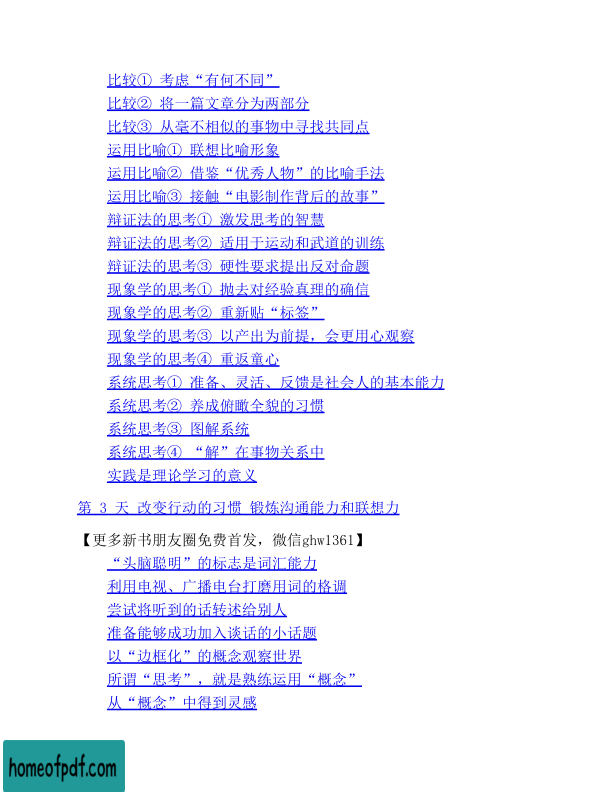 比较① 考虑“有何不同”
比较② 将一篇文章分为两部分
比较③ 从毫不相似的事物中寻找共同点
运用比喻① 联想比喻形象
运用比喻② 借鉴“优秀人物”的比喻手法
运用比喻③ 接触“电影制作背后的故事”
辩证法的思考① 激发思考的智慧
辩证法的思考② 适用于运动和武道的训练
辩证法的思考③ 硬性要求提出反对命题
现象学的思考① 抛去对经验真理的确信
现象学的思考② 重新贴“标签”
现象学的思考③ 以产出为前提，会更用心观察
现象学的思考④ 重返童心
系统思考① 准备、灵活、反馈是社会人的基本能力
系统思考② 养成俯瞰全貌的习惯
系统思考③ 图解系统
系统思考④ “解”在事物关系中
实践是理论学习的意义
第 3 天 改变行动的习惯 锻炼沟通能力和联想力
【更多新书朋友圈免费首发，微信ghw1361】
“头脑聪明”的标志是词汇能力
利用电视、广播电台打磨用词的格调
尝试将听到的话转述给别人
准备能够成功加入谈话的小话题
以“边框化”的概念观察世界
所谓“思考”，就是熟练运用“概念”
从“概念”中得到灵感
homeofpdf.com